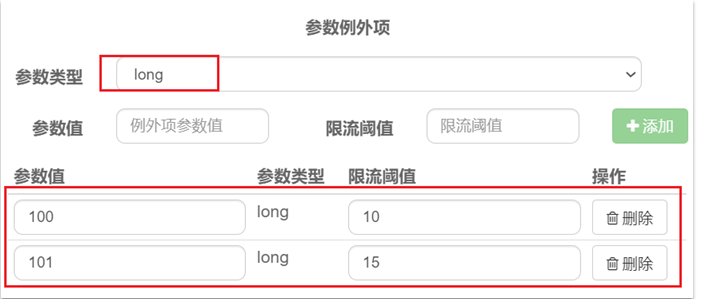 参数例外项
参数类型 long
参数值 例外项参数值 限流阈值 限流阈值 +添加
参数值 参数类型 限流阈值 操作
100 long 10 删除
101 long 15 删除